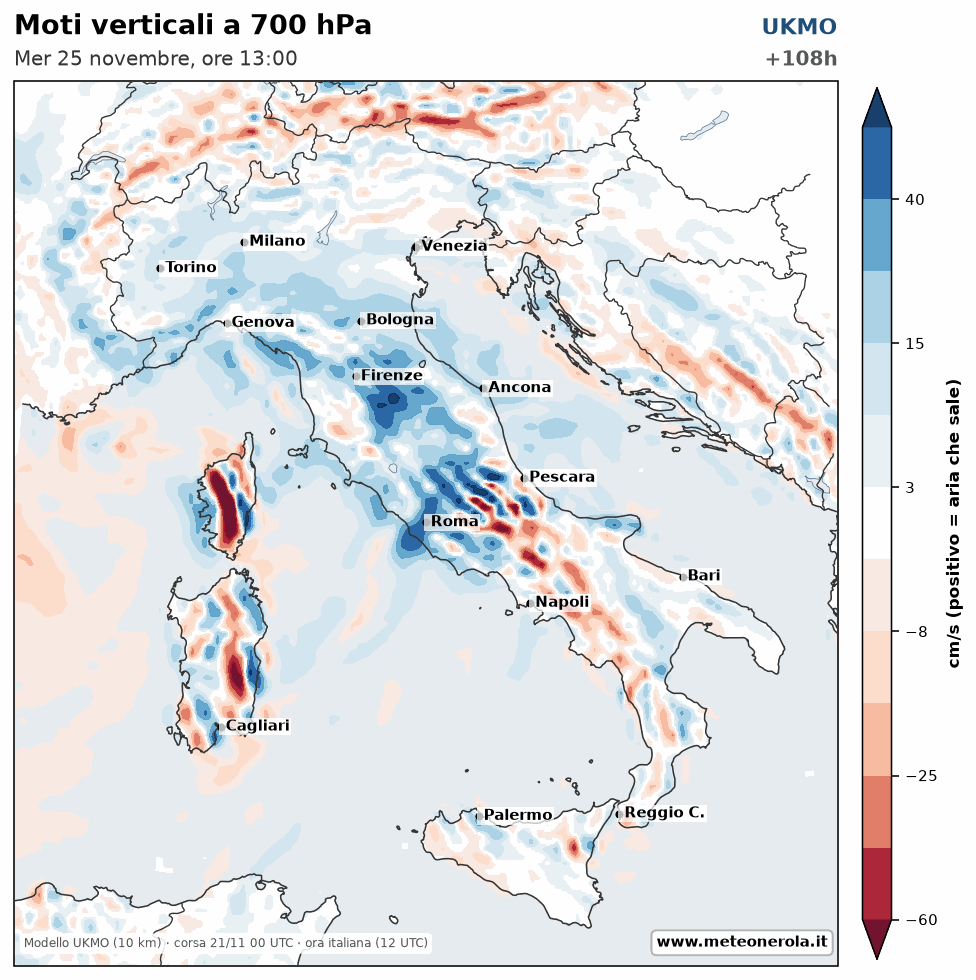 Moti verticali a 700 hPa
UKMO
Mer 25 novembre, ore 13:00
+108h
Milano
Venezia
Torino
Genova
Bologna
Firenze
Ancona
Pescara
Roma
Bari
Napoli
Cagliari
Palermo
Reggio C.
40
15
3
−8
−25
−60
cm/s (positivo = aria che sale)
Modello UKMO (10 km) · corsa 21/11 00 UTC · ora italiana (12 UTC)
www.meteonerola.it